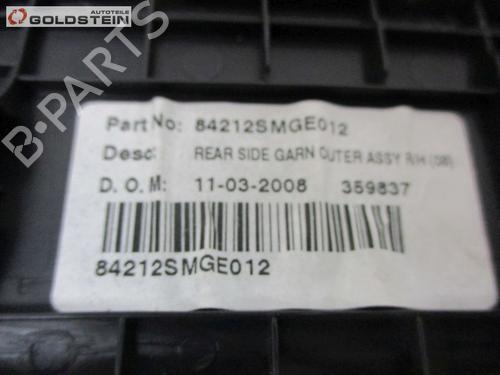 AUTOTEILE
GOLDSTEIN
Part No: 84212SMGE012
Desc: REAR SIDE GARN OUTER ASSY R/H (08)
D. O. M: 11-03-2008 359837
84212SMGE012
B-PARTS